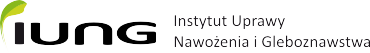 IUNG
Instytut Uprawy
Nawożenia i Gleboznawstwa